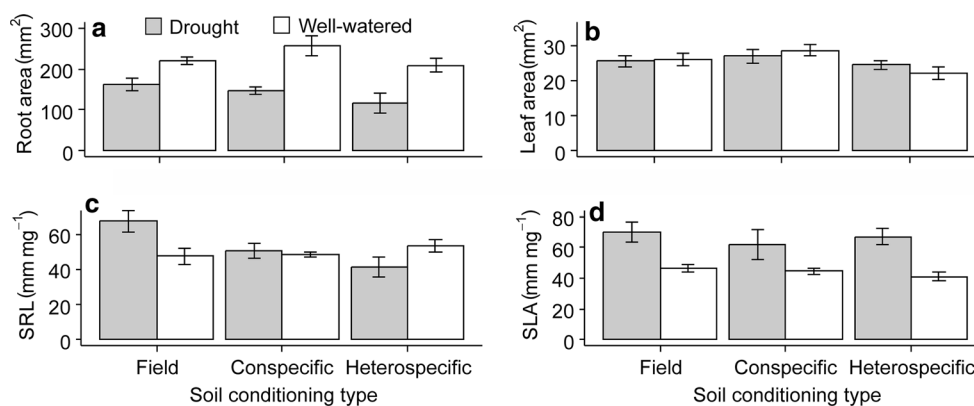 a
Drought
Well-watered
Root area (mm²)
300
200
100
0
b
Leaf area (mm²)
30
20
10
0
c
SRL (mm mg⁻¹)
60
40
20
0
Field
Conspecific
Heterospecific
Soil conditioning type
d
SLA (mm mg⁻¹)
80
60
40
20
0
Field
Conspecific
Heterospecific
Soil conditioning type